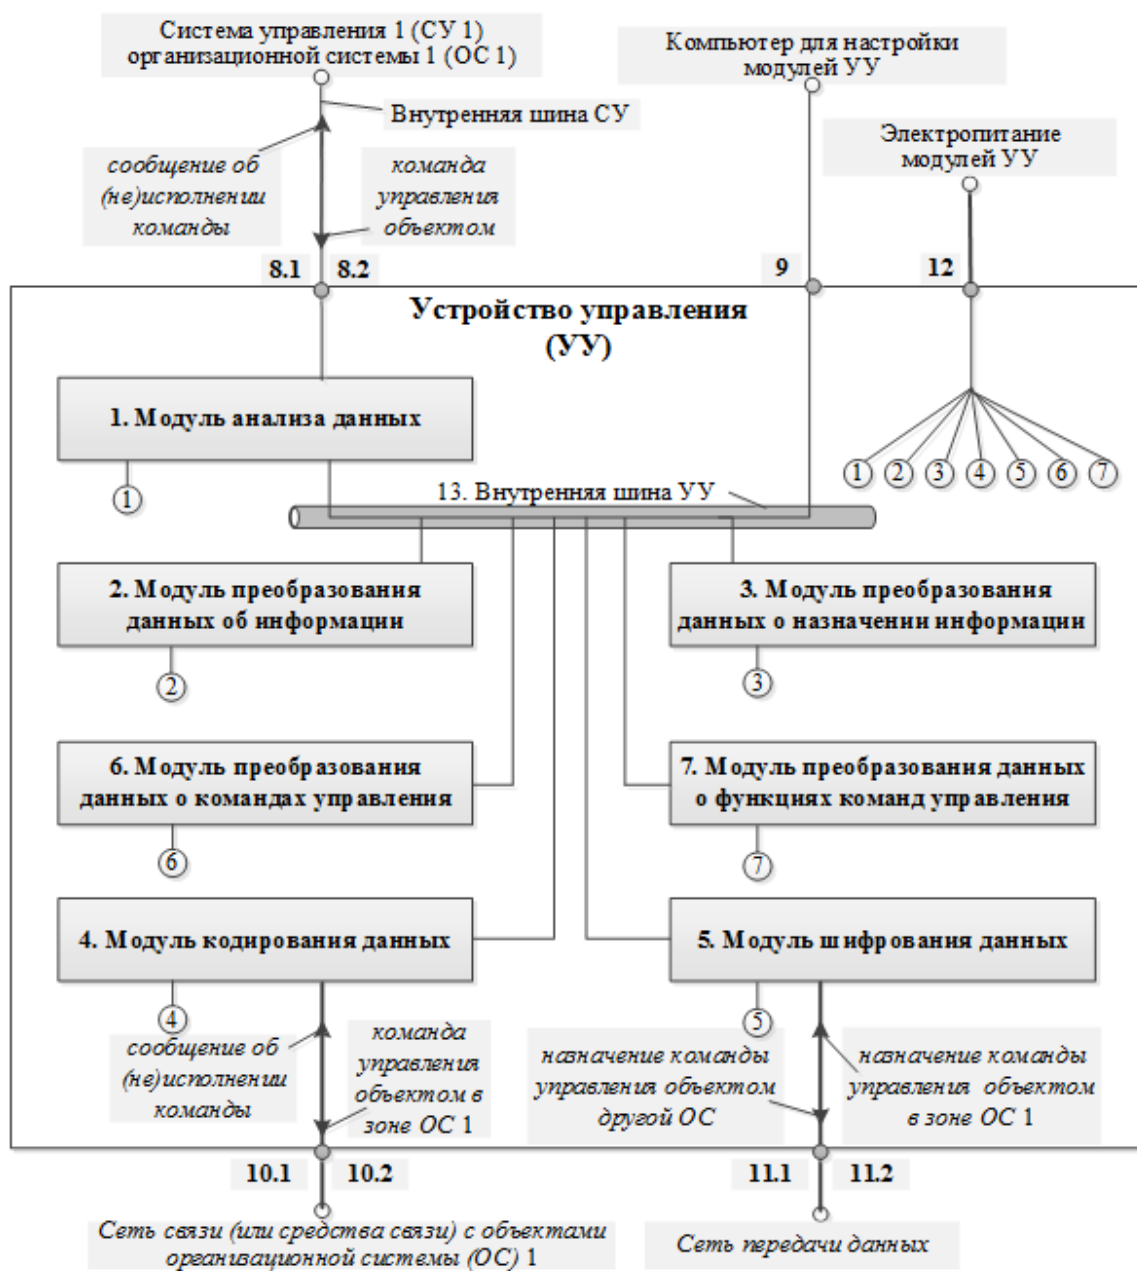 Система управления 1 (СУ 1)
организационной системы 1 (ОС 1)
Компьютер для настройки
модулей УУ
Внутренняя шина СУ
Электропитание
модулей УУ
сообщение об
(не)исполнении
команды
команда
управления
объектом
8.1
8.2
9
12
Устройство управления
(УУ)
1. Модуль анализа данных
1
1
2
3
4
5
6
7
13. Внутренняя шина УУ
2. Модуль преобразования
данных об информации
2
3. Модуль преобразования
данных о назначении информации
3
6. Модуль преобразования
данных о командах управления
6
7. Модуль преобразования данных
о функциях команд управления
7
4. Модуль кодирования данных
4
5. Модуль шифрования данных
5
сообщение об
(не)исполнении
команды
команда
управления
объектом в
зоне ОС 1
назначение команды
управления объектом
другой ОС
назначение команды
управления объектом
в зоне ОС 1
10.1
10.2
11.1
11.2
Сеть связи (или средства связи) с объектами
организационной системы (ОС) 1
Сеть передачи данных